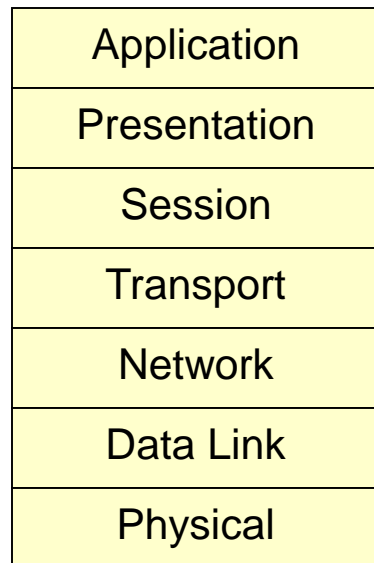 Application
Presentation
Session
Transport
Network
Data Link
Physical